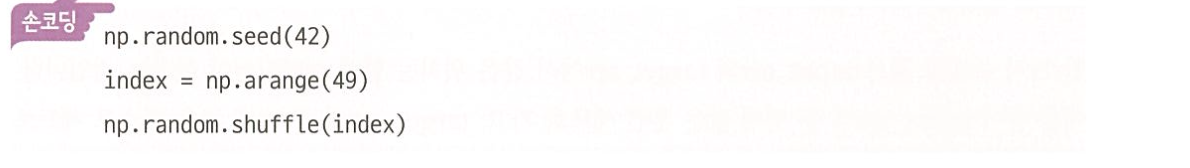 손코딩
np.random.seed(42)
index = np.arange(49)
np.random.shuffle(index)